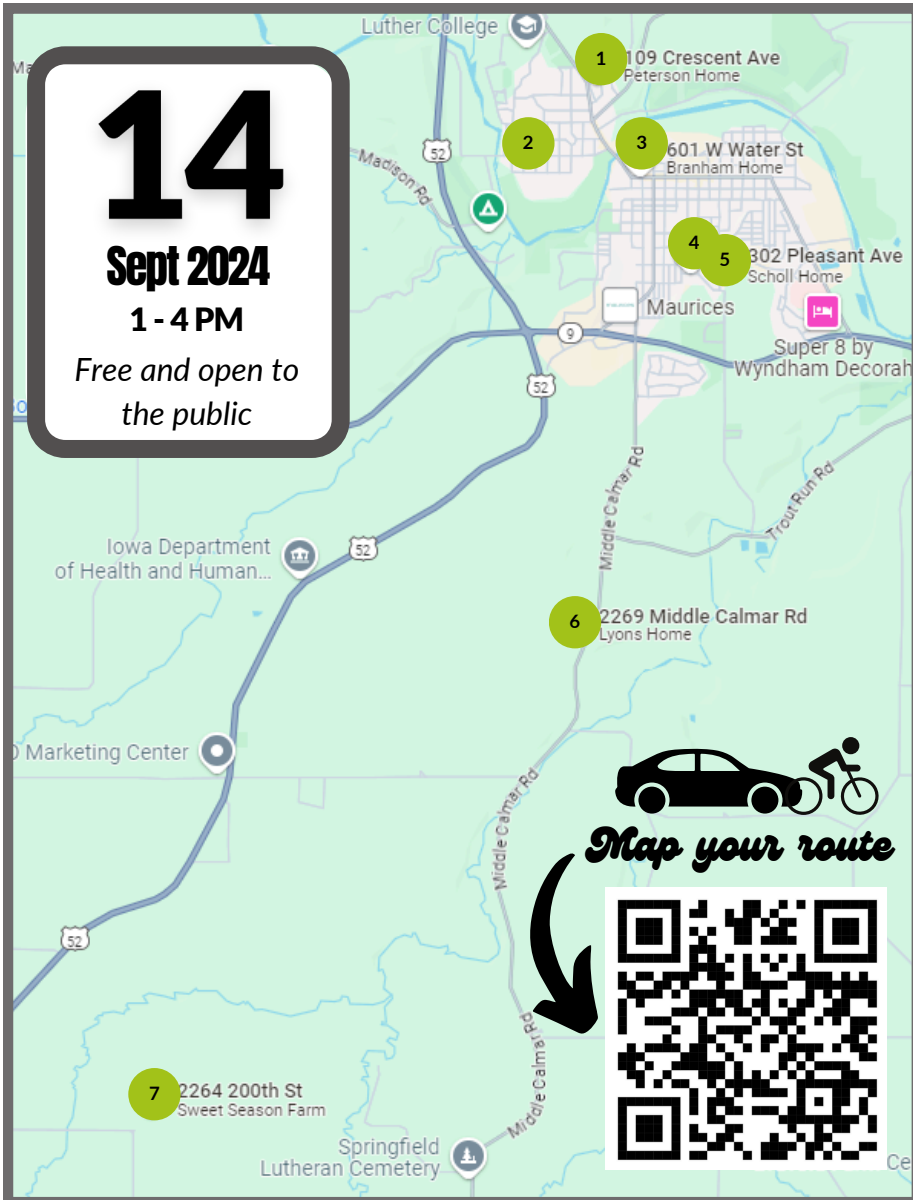 Luther College
1
109 Crescent Ave
Peterson Home
14
Sept 2024
1 - 4 PM
Free and open to
the public
52
Madison Rd
2
3
601 W Water St
Branham Home
4
5
302 Pleasant Ave
Scholl Home
Maurices
9
Super 8 by
Wyndham Decorah
52
Middle Calmar Rd
Trout Run Rd
Iowa Department
of Health and Human...
52
6
2269 Middle Calmar Rd
Lyons Home
Marketing Center
Middle Calmar Rd
Map your route
52
Middle Calmar Rd
7
2264 200th St
Sweet Season Farm
Springfield
Lutheran Cemetery